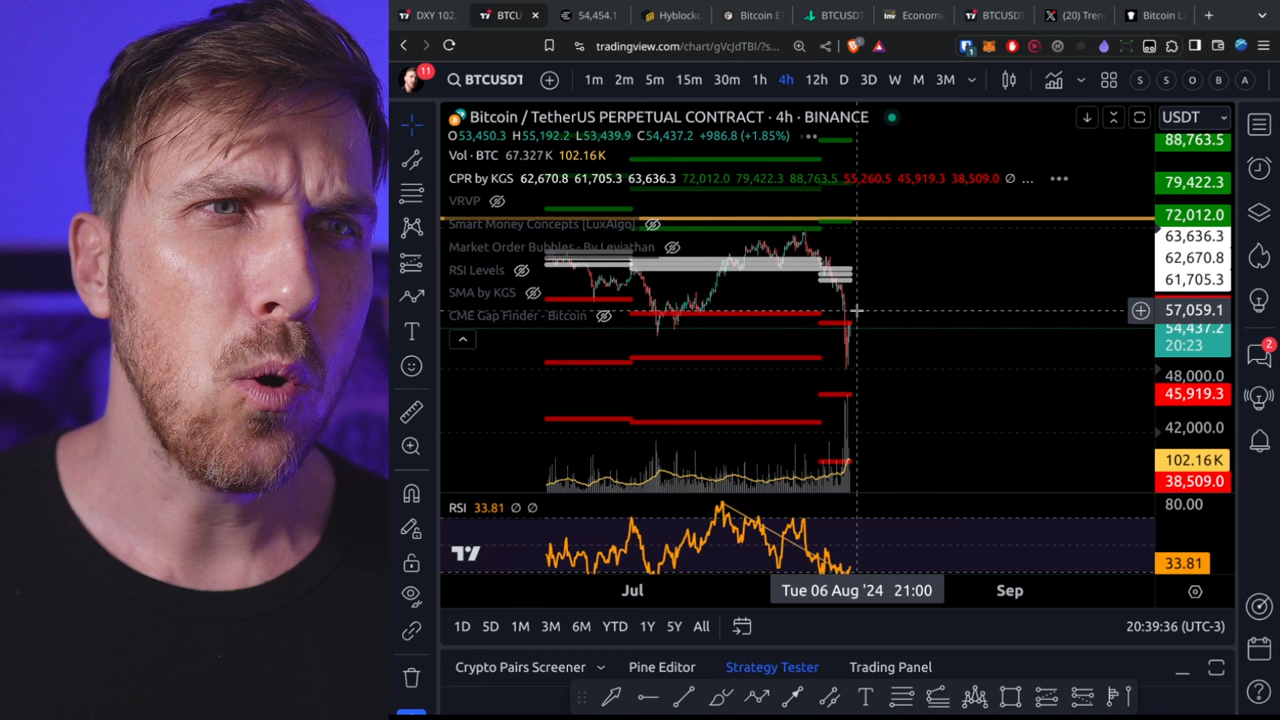 DXY 102.
BTCU
54,454.1
Hyblock
Bitcoin E
BTCUSDT
Economi
BTCUSDT
(20) Tren
Bitcoin L
tradingview.com/chart/gVcJdTBI/?s...
11
BTCUSDT
1m 2m 5m 15m 30m 1h 4h 12h D 3D W M 3M
S S O B A
Bitcoin / TetherUS PERPETUAL CONTRACT · 4h · BINANCE
USDT
O53,450.3 H55,192.2 L53,439.9 C54,437.2 +986.8 (+1.85%)
Vol · BTC 67.327K 102.16K
CPR by KGS 62,670.8 61,705.3 63,636.3 72,012.0 79,422.3 88,763.5 55,260.5 45,919.3 38,509.0 ∅ ...
VRVP
Smart Money Concepts [LuxAlgo]
Market Order Bubbles - By Leviathan
RSI Levels
SMA by KGS
CME Gap Finder - Bitcoin
88,763.5
79,422.3
72,012.0
63,636.3
62,670.8
61,705.3
57,059.1
54,437.2
20:23
48,000.0
45,919.3
42,000.0
102.16K
38,509.0
80.00
RSI 33.81 ∅ ∅
33.81
Jul
Tue 06 Aug '24 21:00
Sep
1D 5D 1M 3M 6M YTD 1Y 5Y All
20:39:36 (UTC-3)
Crypto Pairs Screener
Pine Editor
Strategy Tester
Trading Panel
2